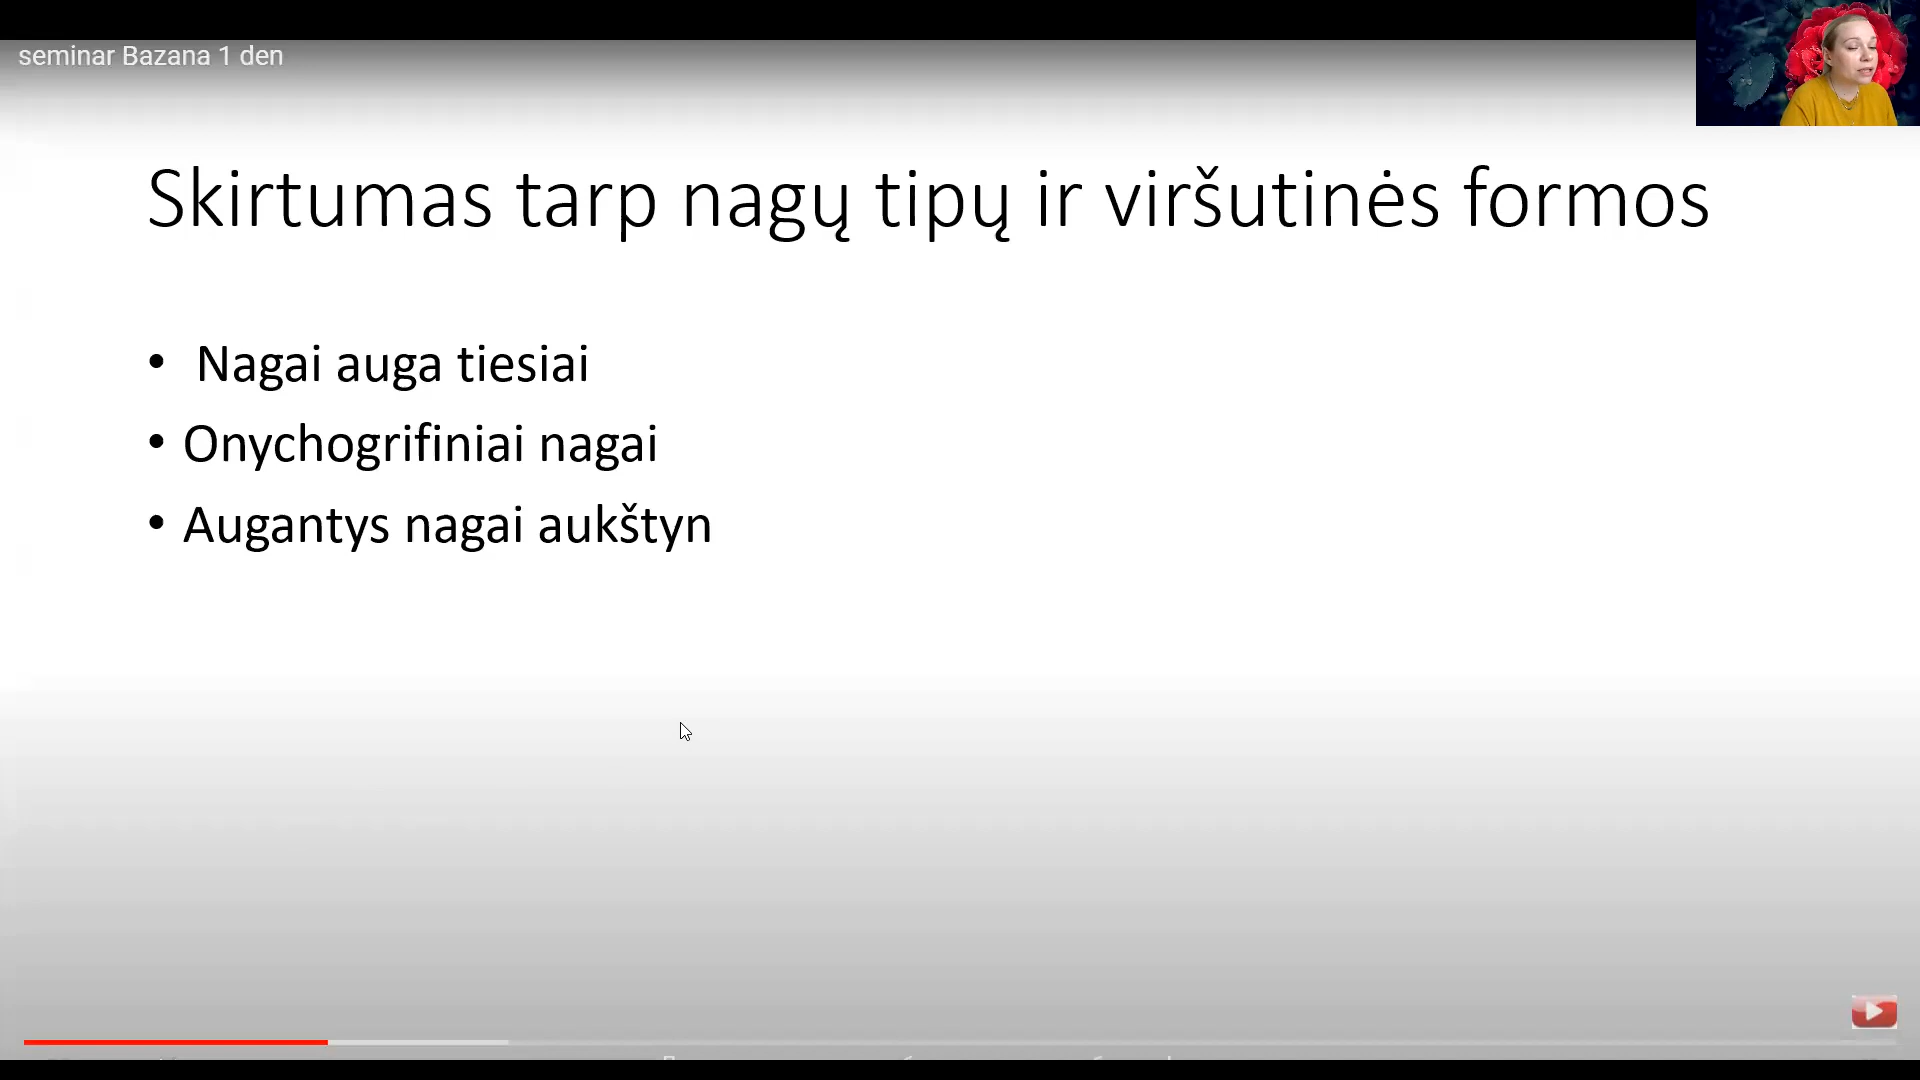 seminar Bazana 1 den
Skirtumas tarp nagų tipų ir viršutinės formos
• Nagai auga tiesiai
• Onychogrifiniai nagai
• Augantys nagai aukštyn